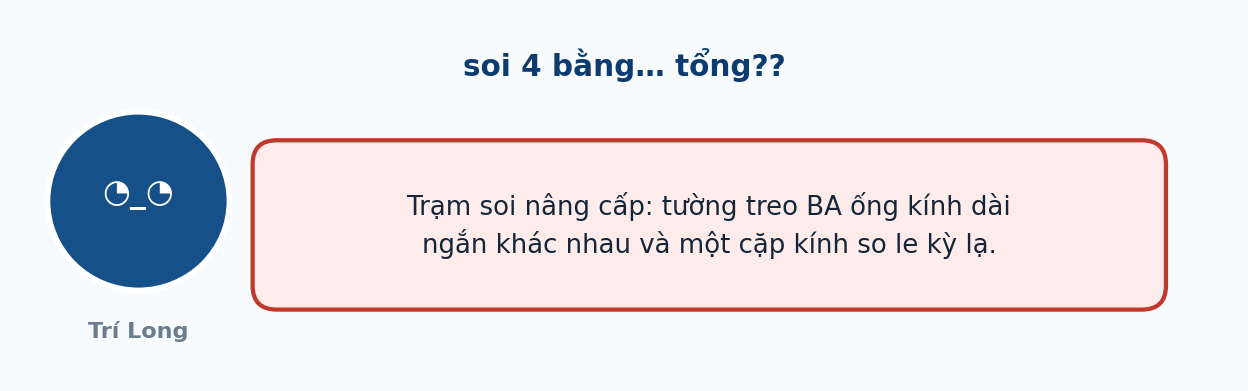 soi 4 bằng… tổng??
◔_◔
Trạm soi nâng cấp: tường treo BA ống kính dài
ngắn khác nhau và một cặp kính so le kỳ lạ.
Trí Long